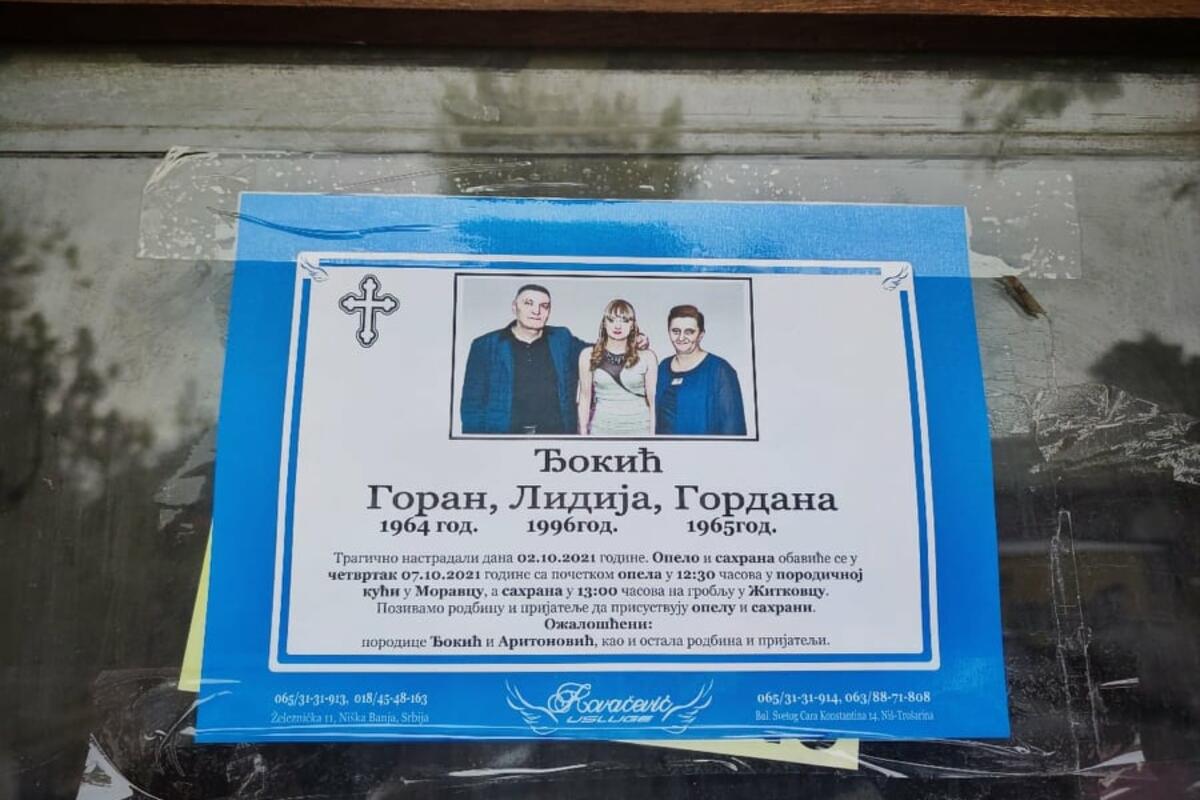 Ђокић
Горан, Лидија, Гордана
1964 год. 1996год. 1965год.
Трагично настрадали дана 02.10.2021 године. Опело и сахрана обавиће се у
четвртак 07.10.2021 године са почетком опела у 12:30 часова у породичној
кући у Моравцу, а сахрана у 13:00 часова на гробљу у Житковцу.
Позивамо родбину и пријатеље да присуствују опелу и сахрани.
Ожалошћени:
породице Ђокић и Аритоновић, као и остала родбина и пријатељи.
065/31-31-913, 018/45-48-163
Železnička 11, Niška Banja, Srbija
Kovačević
USLUGE
065/31-31-914, 063/88-71-808
Bul. Svetog Cara Konstantina 14, Niš-Trošarina